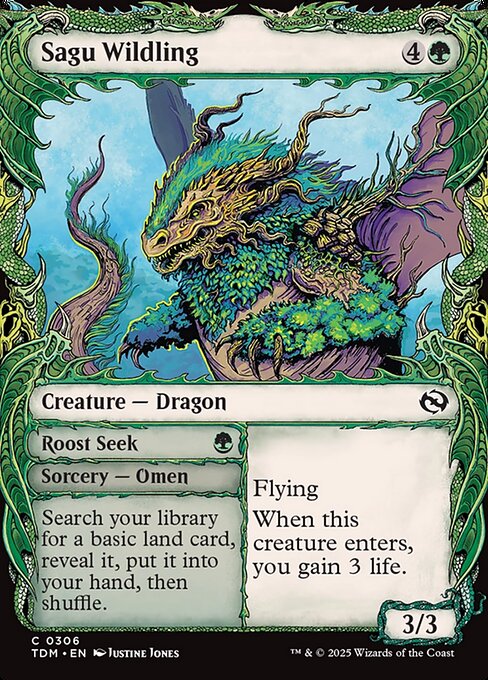 Sagu Wildling 4
Creature — Dragon
Roost Seek
Sorcery — Omen
Search your library
for a basic land card,
reveal it, put it into
your hand, then
shuffle.
Flying
When this
creature enters,
you gain 3 life.
3/3
C 0306
TDM • EN Justine Jones
™ & © 2025 Wizards of the Coast